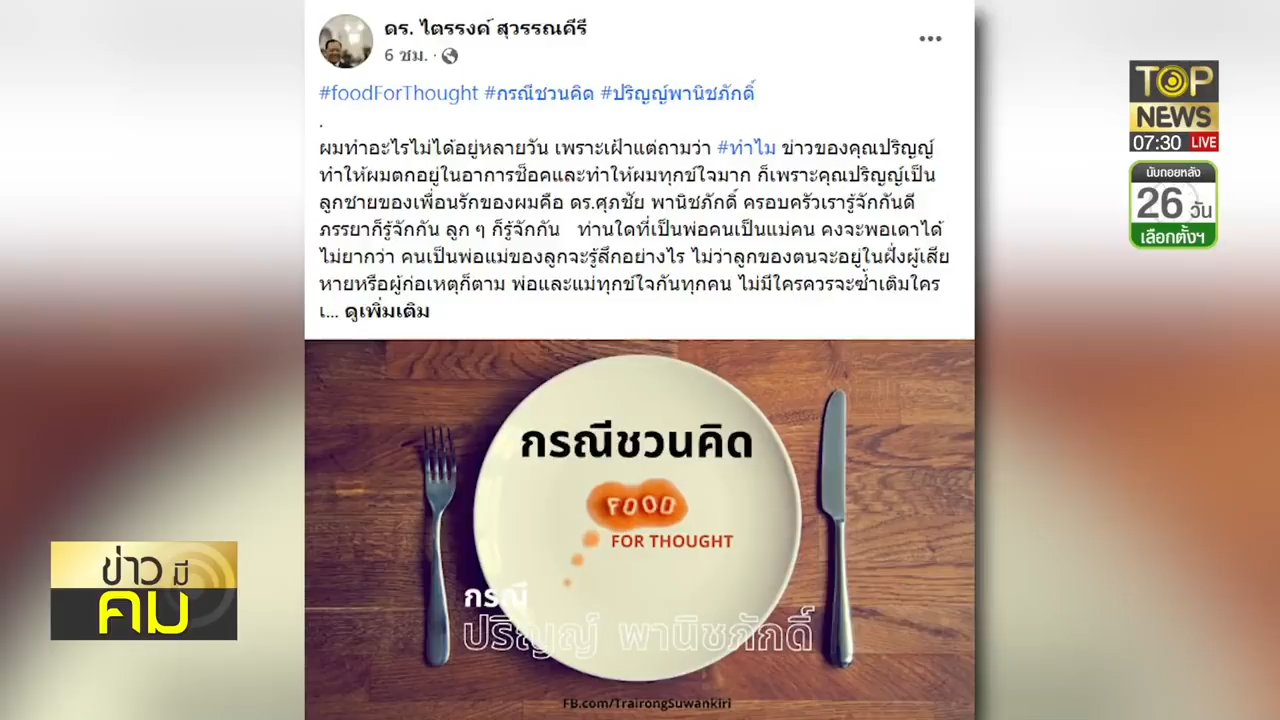 ดร. ไตรรงค์ สุวรรณคีรี
6 ชม. ·
#foodForThought #กรณีชวนคิด #ปริญญ์พานิชภักดิ์
.
ผมทำอะไรไม่ได้อยู่หลายวัน เพราะเฝ้าแต่ถามว่า #ทำไม ข่าวของคุณปริญญ์
ทำให้ผมตกอยู่ในอาการช็อคและทำให้ผมทุกข์ใจมาก ก็เพราะคุณปริญญ์เป็น
ลูกชายของเพื่อนรักของผมคือ ดร.ศุภชัย พานิชภักดิ์ ครอบครัวเรารู้จักกันดี
ภรรยาก็รู้จักกัน ลูก ๆ ก็รู้จักกัน ท่านใดที่เป็นพ่อคนเป็นแม่คน คงจะพอเดาได้
ไม่ยากว่า คนเป็นพ่อแม่ของลูกจะรู้สึกอย่างไร ไม่ว่าลูกของตนจะอยู่ในฝั่งผู้เสีย
หายหรือผู้ก่อเหตุก็ตาม พ่อและแม่ทุกข์ใจกันทุกคน ไม่มีใครควรจะซ้ำเติมใคร
เ... ดูเพิ่มเติม
กรณีชวนคิด
FOOD
FOR THOUGHT
กรณี
ปริญญ์ พานิชภักดิ์
FB.com/TrairongSuwankiri
TOP
NEWS
07:30 LIVE
นับถอยหลัง
26 วัน
เลือกตั้งฯ
ข่าว มี
คม